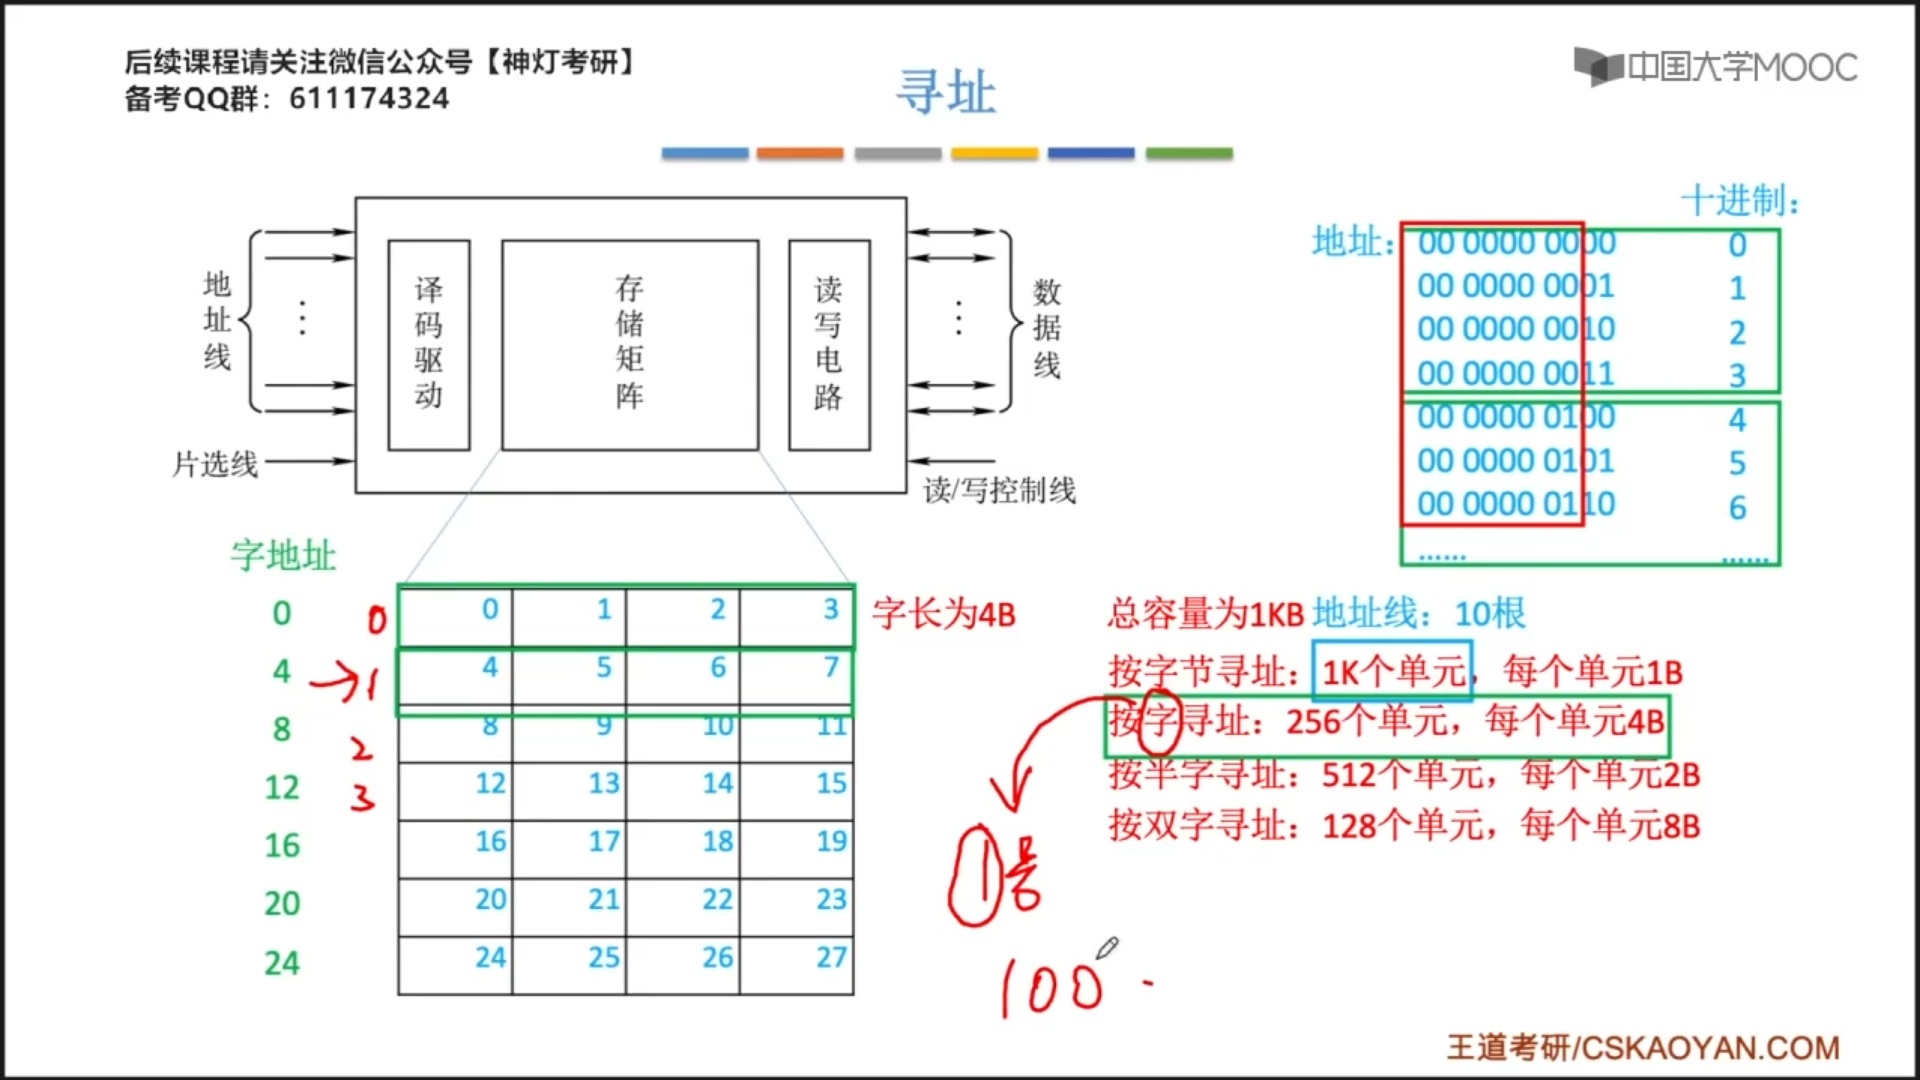 后续课程请关注微信公众号【神灯考研】
备考QQ群：611174324
寻址
中国大学MOOC
地址线
译码驱动
存储矩阵
读写电路
数据线
片选线
读/写控制线
十进制：
地址：
00 0000 0000 0
00 0000 0001 1
00 0000 0010 2
00 0000 0011 3
00 0000 0100 4
00 0000 0101 5
00 0000 0110 6
...... ......
字地址
0 0 0 1 2 3 字长为4B
4 1 4 5 6 7
8 2 8 9 10 11
12 3 12 13 14 15
16 16 17 18 19
20 20 21 22 23
24 24 25 26 27
总容量为1KB 地址线：10根
按字节寻址：1K个单元，每个单元1B
按字寻址：256个单元，每个单元4B
按半字寻址：512个单元，每个单元2B
按双字寻址：128个单元，每个单元8B
1号
100
王道考研/CSKAOYAN.COM